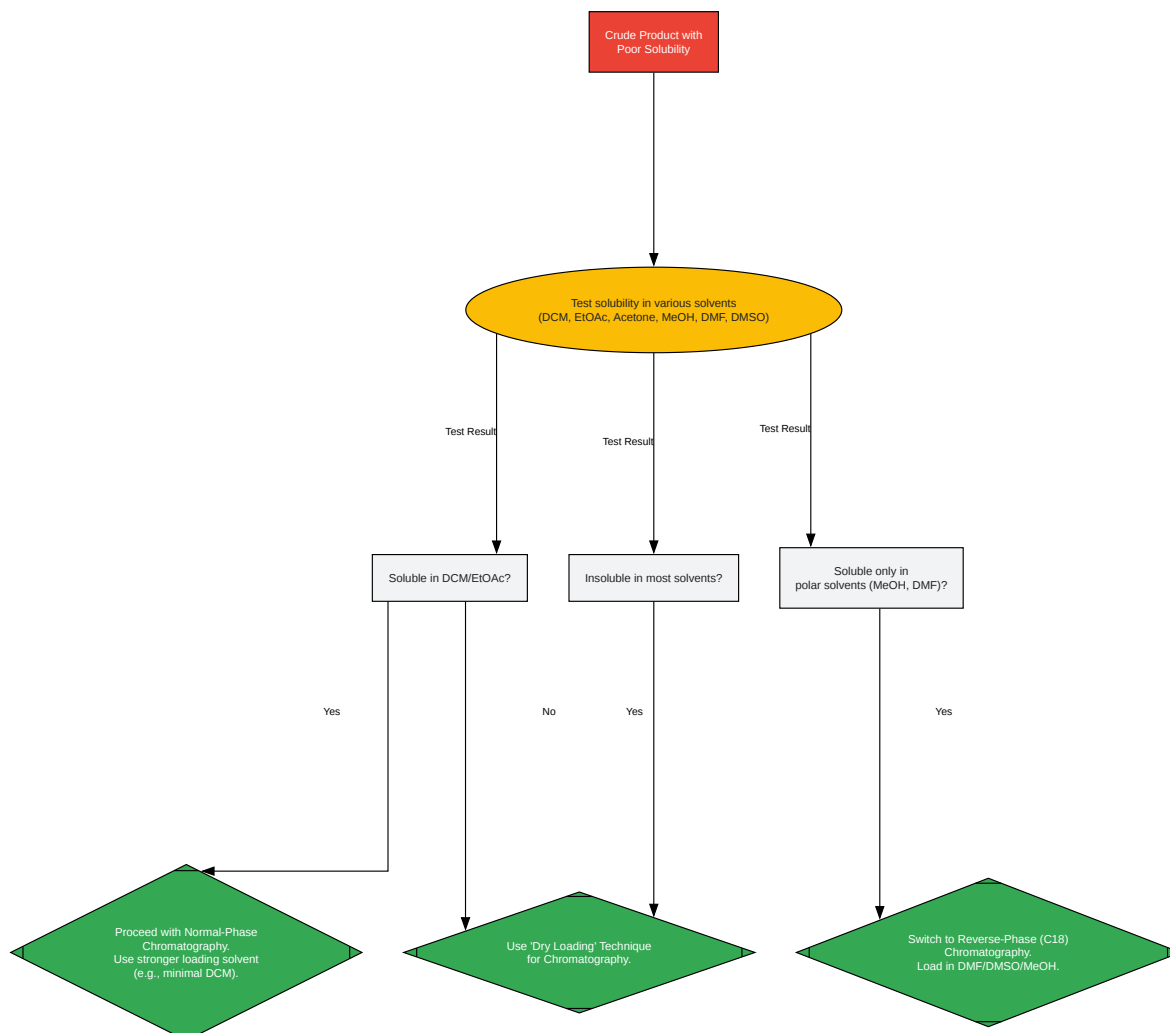 Crude Product with
Poor Solubility
Test solubility in various solvents
(DCM, EtOAc, Acetone, MeOH, DMF, DMSO)
Test Result
Test Result
Test Result
Soluble in DCM/EtOAc?
Insoluble in most solvents?
Soluble only in
polar solvents (MeOH, DMF)?
Yes
No
Yes
Yes
Proceed with Normal-Phase
Chromatography.
Use stronger loading solvent
(e.g., minimal DCM).
Use 'Dry Loading' Technique
for Chromatography.
Switch to Reverse-Phase (C18)
Chromatography.
Load in DMF/DMSO/MeOH.